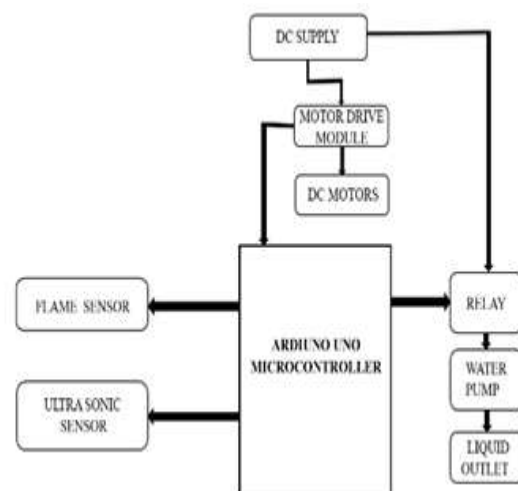 DC SUPPLY
MOTOR DRIVE
MODULE
DC MOTORS
FLAME SENSOR
ARDIUNO UNO
MICROCONTROLLER
RELAY
ULTRA SONIC
SENSOR
WATER
PUMP
LIQUID
OUTLET